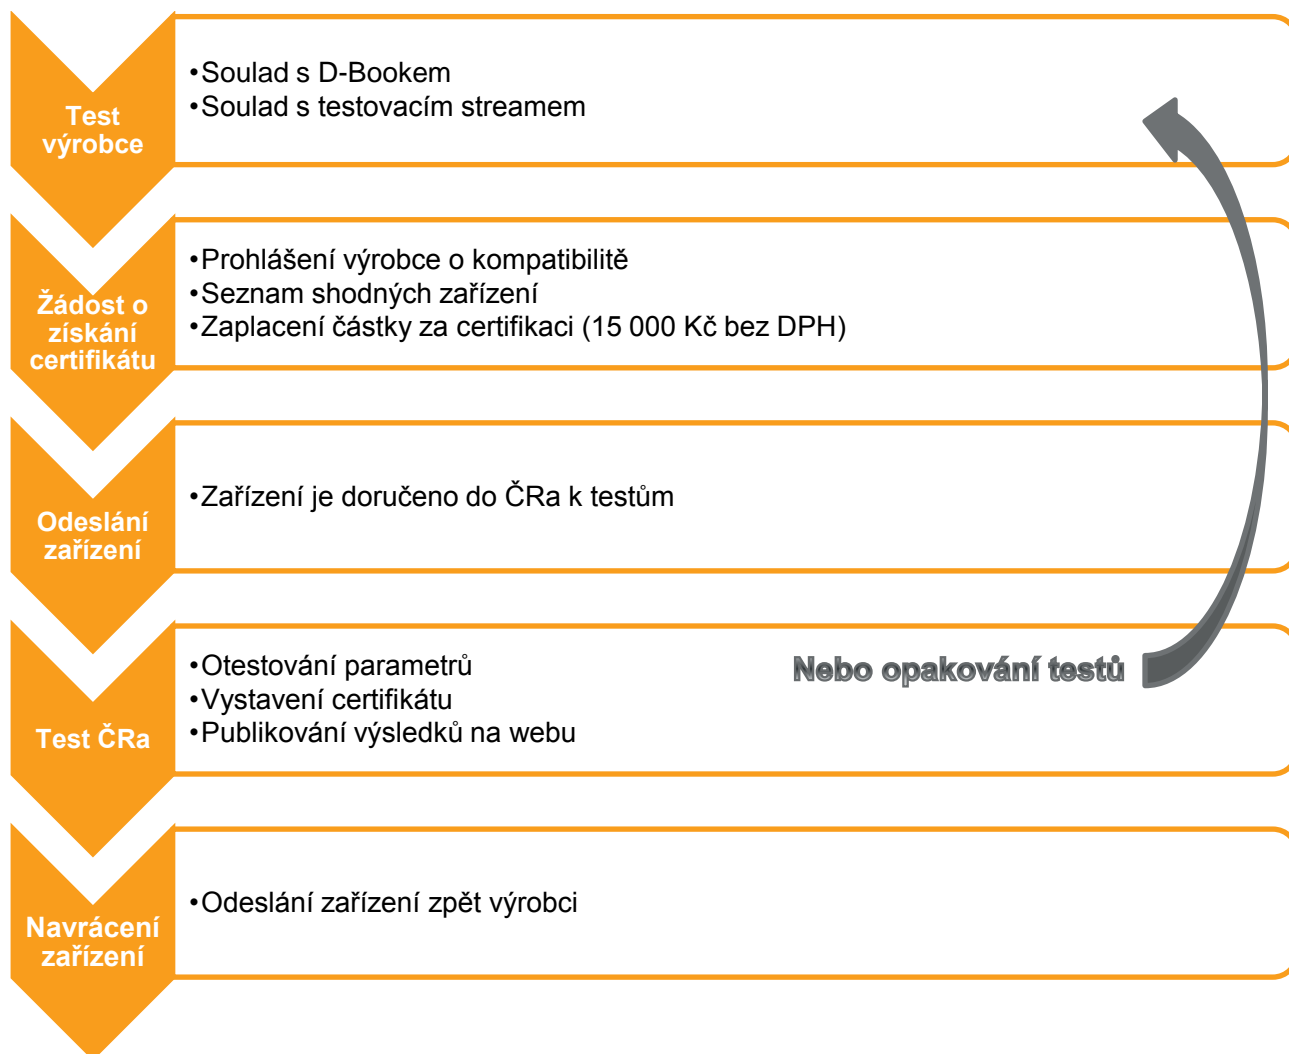 Test
výrobce
•Soulad s D-Bookem
•Soulad s testovacím streamem
Žádost o
získání
certifikátu
•Prohlášení výrobce o kompatibilitě
•Seznam shodných zařízení
•Zaplacení částky za certifikaci (15 000 Kč bez DPH)
Odeslání
zařízení
•Zařízení je doručeno do ČRa k testům
Test ČRa
•Otestování parametrů
•Vystavení certifikátu
•Publikování výsledků na webu
Nebo opakování testů
Navrácení
zařízení
•Odeslání zařízení zpět výrobci